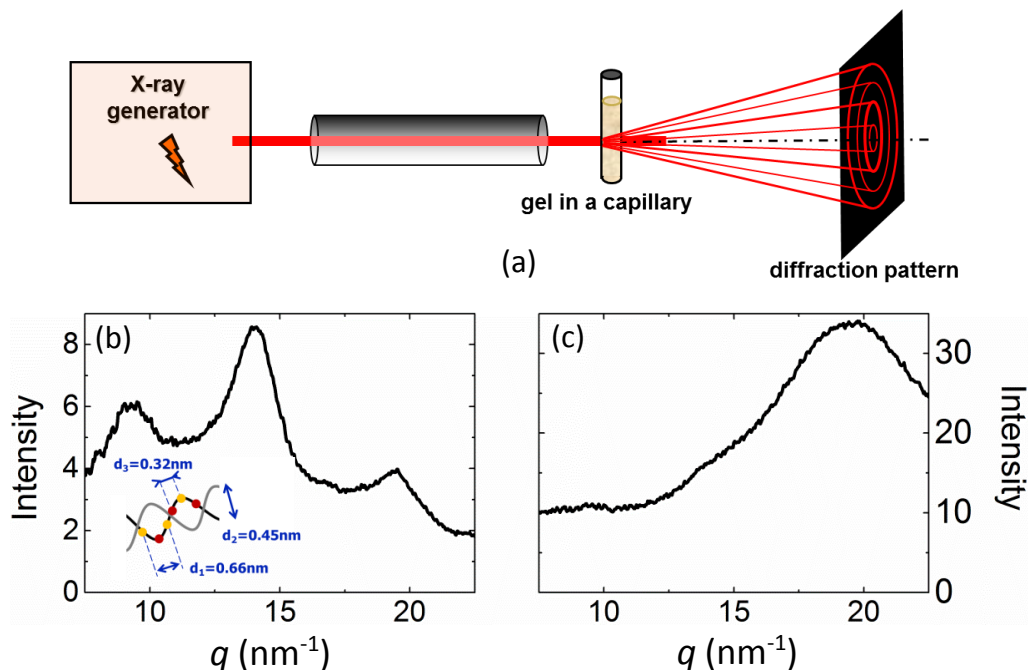 X-ray
generator
gel in a capillary
diffraction pattern
(a)
(b)
8
6
4
2
0
Intensity
d₃=0.32nm
d₂=0.45nm
d₁=0.66nm
10
15
20
q (nm⁻¹)
(c)
30
20
10
0
Intensity
10
15
20
q (nm⁻¹)